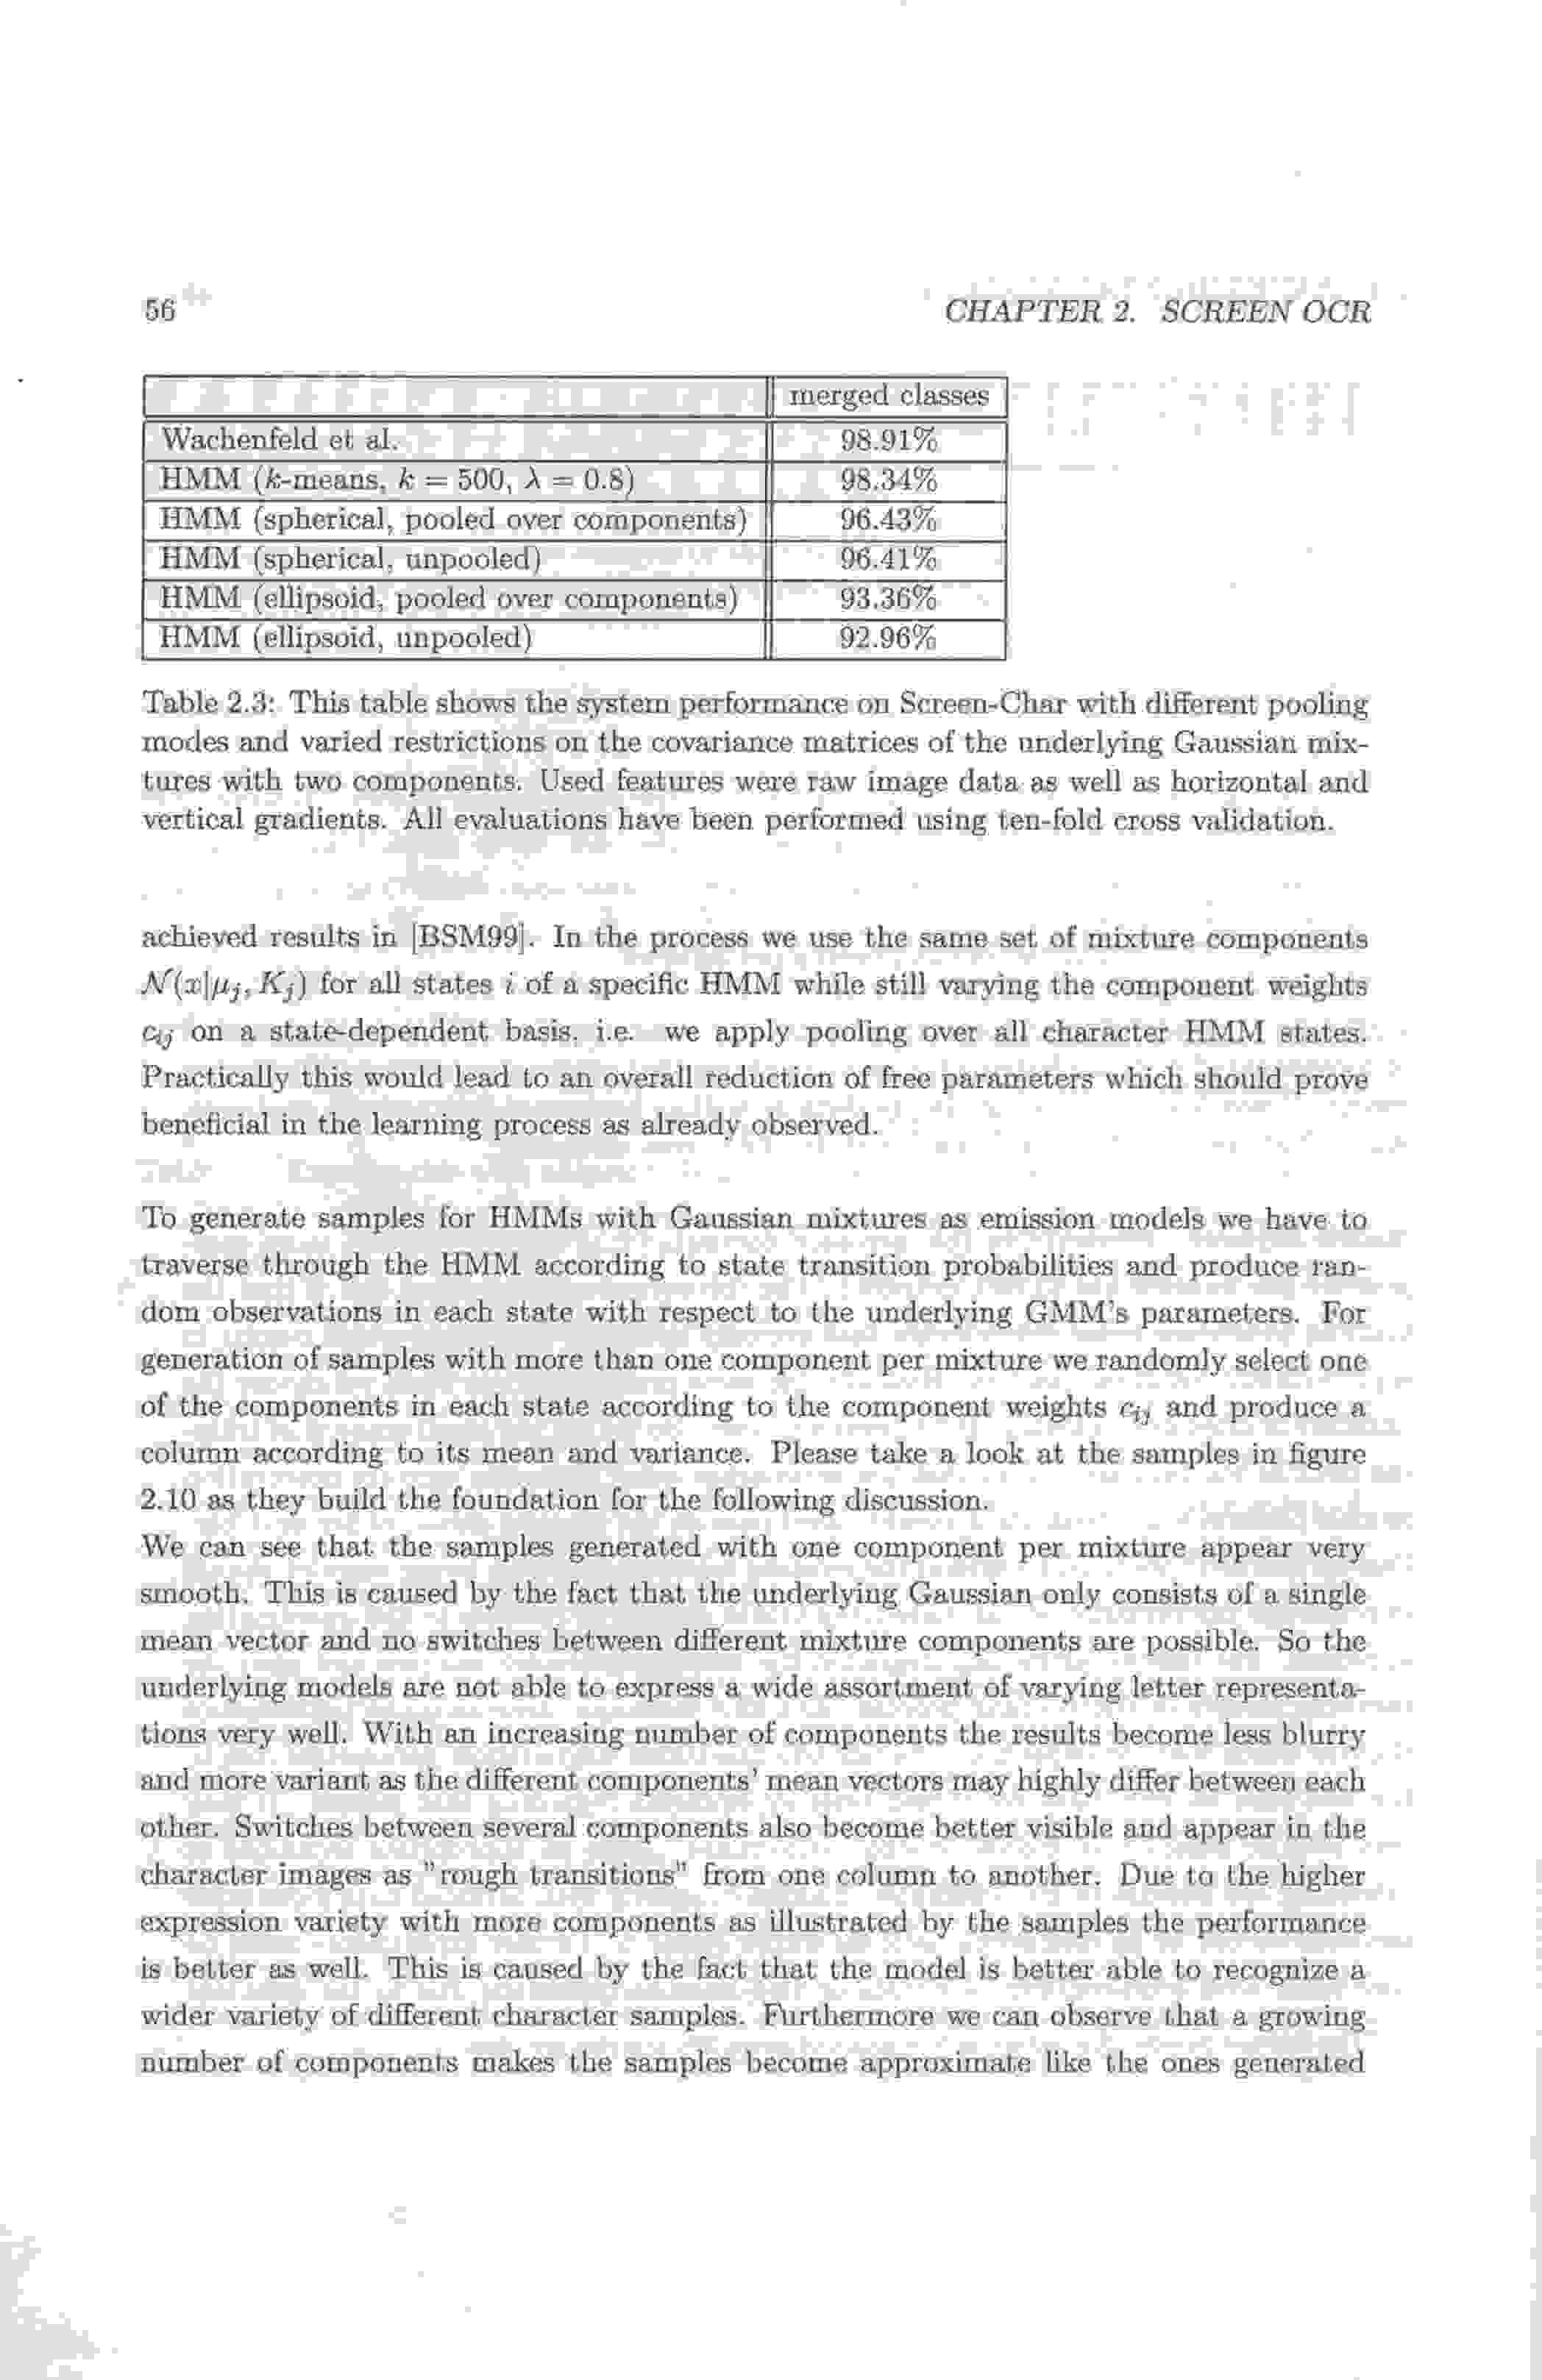 56 CHAPTER 2. SCREEN OCR
merged classes
Wachenfeld et al. 98.91%
HMM (k-means, k = 500, λ = 0.8) 98.34%
HMM (spherical, pooled over components) 96.43%
HMM (spherical, unpooled) 96.41%
HMM (ellipsoid, pooled over components) 93.36%
HMM (ellipsoid, unpooled) 92.96%
Table 2.3: This table shows the system performance on Screen-Char with different pooling
modes and varied restrictions on the covariance matrices of the underlying Gaussian mix-
tures with two components. Used features were raw image data as well as horizontal and
vertical gradients. All evaluations have been performed using ten-fold cross validation.
achieved results in [BSM99]. In the process we use the same set of mixture components
𝒩(x|μⱼ, Kⱼ) for all states i of a specific HMM while still varying the component weights
cᵢⱼ on a state-dependent basis, i.e. we apply pooling over all character HMM states.
Practically this would lead to an overall reduction of free parameters which should prove
beneficial in the learning process as already observed.
To generate samples for HMMs with Gaussian mixtures as emission models we have to
traverse through the HMM according to state transition probabilities and produce ran-
dom observations in each state with respect to the underlying GMM's parameters. For
generation of samples with more than one component per mixture we randomly select one
of the components in each state according to the component weights cᵢⱼ and produce a
column according to its mean and variance. Please take a look at the samples in figure
2.10 as they build the foundation for the following discussion.
We can see that the samples generated with one component per mixture appear very
smooth. This is caused by the fact that the underlying Gaussian only consists of a single
mean vector and no switches between different mixture components are possible. So the
underlying models are not able to express a wide assortment of varying letter representa-
tions very well. With an increasing number of components the results become less blurry
and more variant as the different components' mean vectors may highly differ between each
other. Switches between several components also become better visible and appear in the
character images as "rough transitions" from one column to another. Due to the higher
expression variety with more components as illustrated by the samples the performance
is better as well. This is caused by the fact that the model is better able to recognize a
wider variety of different character samples. Furthermore we can observe that a growing
number of components makes the samples become approximate like the ones generated